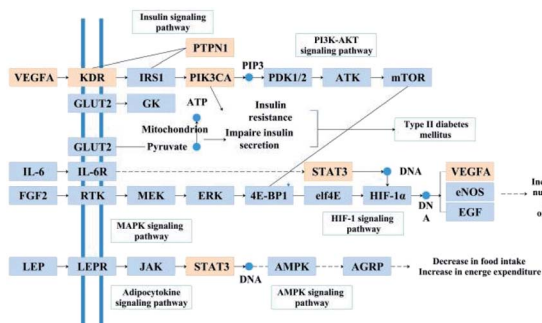 Insulin signaling
pathway
PI3K-AKT
signaling pathway
PTPN1
PIP3
VEGFA
KDR
IRS1
PIK3CA
PDK1/2
ATK
mTOR
GLUT2
GK
ATP
Insulin
resistance
Mitochondrion
Impaire insulin
secretion
Type II diabetes
mellitus
GLUT2
Pyruvate
IL-6
IL-6R
STAT3
DNA
VEGFA
FGF2
RTK
MEK
ERK
4E-BP1
elf4E
HIF-1α
eNOS
DN
A
EGF
MAPK signaling
pathway
HIF-1 signaling
pathway
LEP
LEPR
JAK
STAT3
DNA
AMPK
AGRP
Decrease in food intake
Increase in energy expenditure
Adipocytokine
signaling pathway
AMPK signaling
pathway